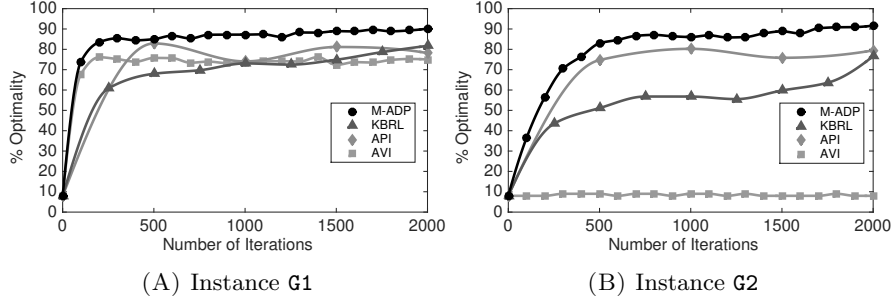 100
90
80
70
60
50
40
30
20
10
0
% Optimality
0 500 1000 1500 2000
Number of Iterations
M-ADP
KBRL
API
AVI
(A) Instance G1
100
90
80
70
60
50
40
30
20
10
0
% Optimality
0 500 1000 1500 2000
Number of Iterations
M-ADP
KBRL
API
AVI
(B) Instance G2